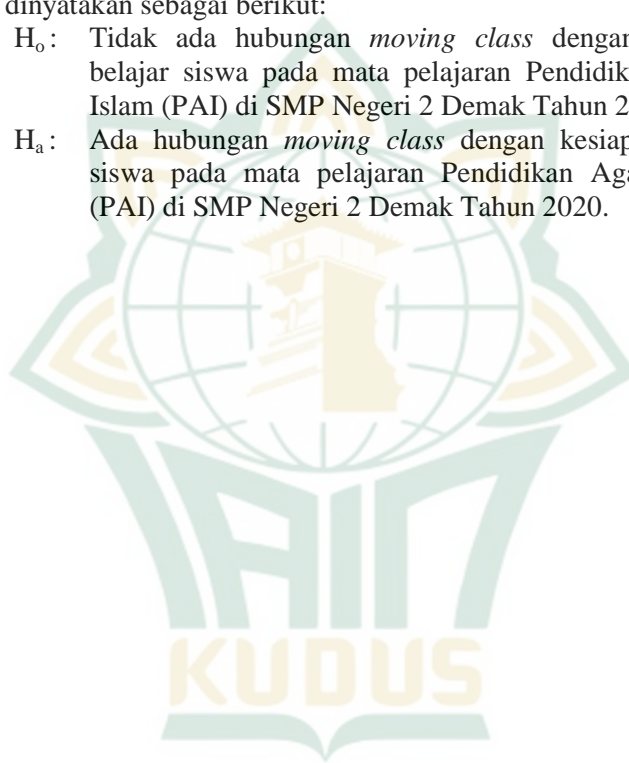 dinyatakan sebagai berikut:
Ho : Tidak ada hubungan moving class dengan
belajar siswa pada mata pelajaran Pendidik
Islam (PAI) di SMP Negeri 2 Demak Tahun 2
Ha : Ada hubungan moving class dengan kesiap
siswa pada mata pelajaran Pendidikan Aga
(PAI) di SMP Negeri 2 Demak Tahun 2020.
IAIN
KUDUS